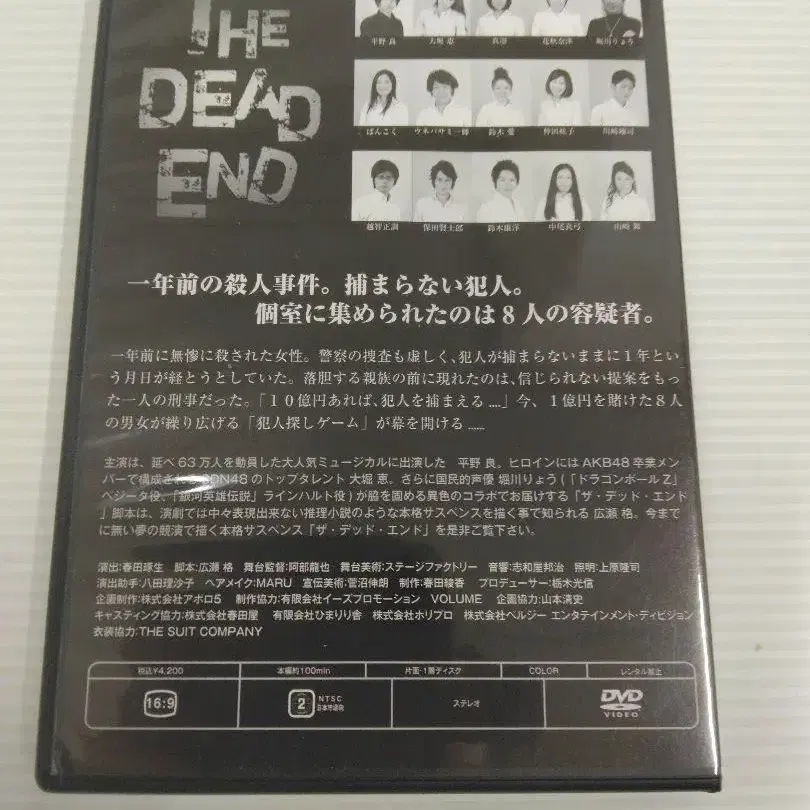 THE
DEAD
END
平野 良
大堀 恵
真凛
花秋奈津
堀川りょう
ぱんこく
ウネバサミ一輝
鈴木 愛
仲田祐子
川嶋竜司
越智正訓
保田賢士郎
鈴木康洋
中尾真弓
山崎 舞
一年前の殺人事件。捕まらない犯人。
個室に集められたのは8人の容疑者。
一年前に無惨に殺された女性。警察の捜査も虚しく、犯人が捕まらないままに1年とい
う月日が経とうとしていた。落胆する親族の前に現れたのは、信じられない提案をもっ
た一人の刑事だった。「10億円あれば、犯人を捕まえる....」今、1億円を賭けた8人
の男女が繰り広げる「犯人探しゲーム」が幕を開ける......
主演は、延べ63万人を動員した大人気ミュージカルに出演した 平野 良。ヒロインにはAKB48卒業メン
バーで構成されSDN48のトップタレント 大堀 恵。さらに国民的声優 堀川りょう(「ドラゴンボールZ」
ベジータ役、「銀河英雄伝説」ラインハルト役)が脇を固める異色のコラボでお届けする「ザ・デッド・エンド
」脚本は、演劇では中々表現出来ない推理小説のような本格サスペンスを描く事で知られる 広瀬 格。今まで
に無い夢の競演で描く本格サスペンス「ザ・デッド・エンド」を是非ご覧下さい。
演出:春田琢生 脚本:広瀬 格 舞台監督:阿部龍也 舞台美術:ステージファクトリー 音響:志和屋邦治 照明:上原隆司
演出助手:八田理沙子 ヘアメイク:MARU 宣伝美術:菅沼伸朗 制作:春田綾香 プロデューサー:栃木光信
企画制作:株式会社アポロ5 制作協力:有限会社イーズプロモーション VOLUME 企画協力:山本清史
キャスティング協力:株式会社春田屋 有限会社ひまわり舎 株式会社ホリプロ 株式会社ベルジー エンタテインメント・ディビジョン
衣装協力:THE SUIT COMPANY
税込¥4,200
本編約100min
片面・1層ディスク
COLOR
レンタル禁止
16:9
2
NTSC
日本市場向
ステレオ
DVD
VIDEO